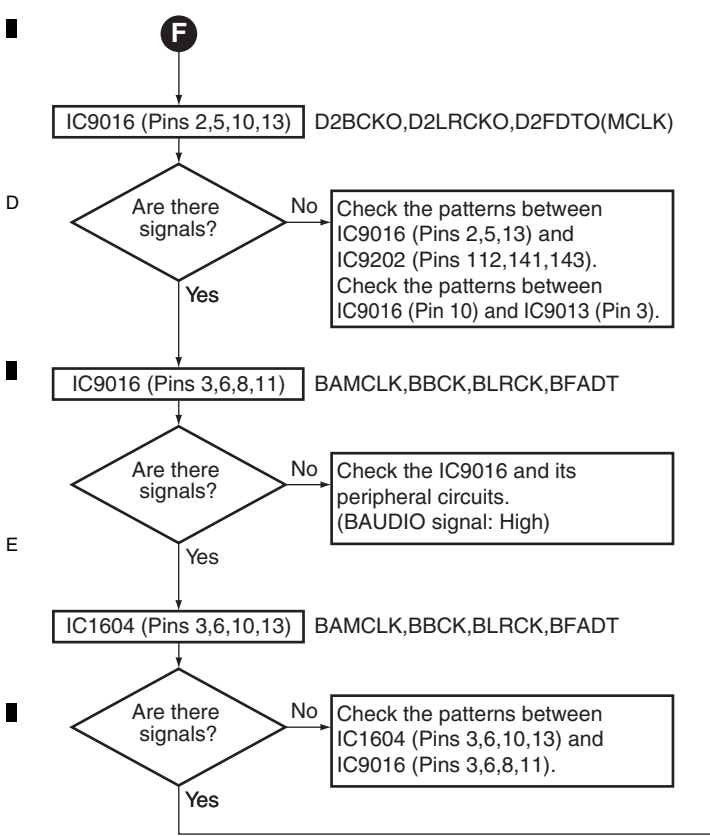 F
IC9016 (Pins 2,5,10,13)
D2BCKO,D2LRCKO,D2FDTO(MCLK)
D
Are there
signals?
No
Check the patterns between
IC9016 (Pins 2,5,13) and
IC9202 (Pins 112,141,143).
Check the patterns between
IC9016 (Pin 10) and IC9013 (Pin 3).
Yes
IC9016 (Pins 3,6,8,11)
BAMCLK,BBCK,BLRCK,BFADT
Are there
signals?
No
Check the IC9016 and its
peripheral circuits.
(BAUDIO signal: High)
E
Yes
IC1604 (Pins 3,6,10,13)
BAMCLK,BBCK,BLRCK,BFADT
Are there
signals?
No
Check the patterns between
IC1604 (Pins 3,6,10,13) and
IC9016 (Pins 3,6,8,11).
Yes